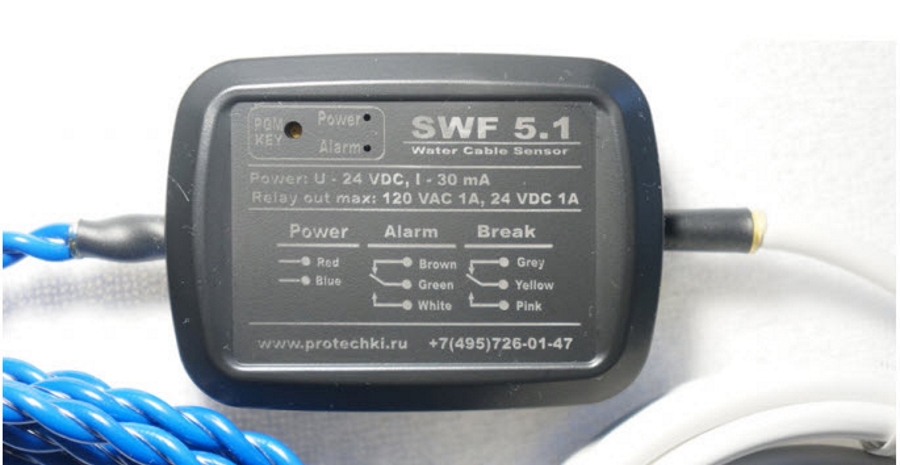 PGM KEY
Power
Alarm
SWF 5.1
Water Cable Sensor
Power: U - 24 VDC, I - 30 mA
Relay out max: 120 VAC 1A, 24 VDC 1A
Power Alarm Break
Red Brown Grey
Blue Green Yellow
White Pink
www.protechki.ru +7(495)726-01-47